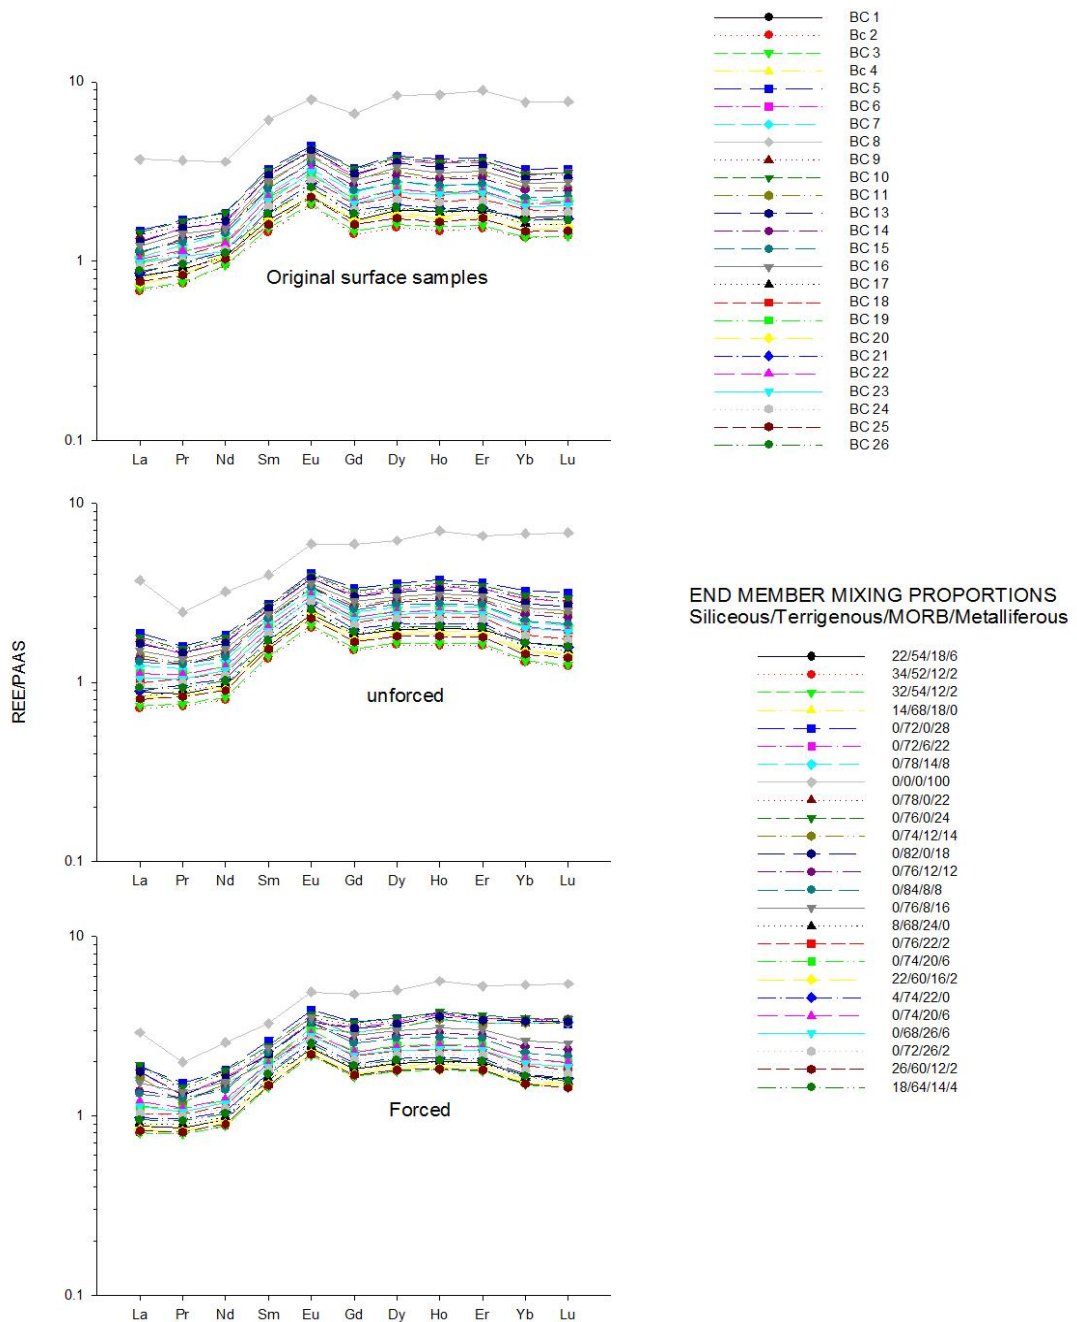 BC 1
Bc 2
BC 3
Bc 4
BC 5
BC 6
BC 7
BC 8
BC 9
BC 10
BC 11
BC 13
BC 14
BC 15
BC 16
BC 17
BC 18
BC 19
BC 20
BC 21
BC 22
BC 23
BC 24
BC 25
BC 26
10
1
0.1
Original surface samples
La Pr Nd Sm Eu Gd Dy Ho Er Yb Lu
REE/PAAS
10
1
0.1
unforced
La Pr Nd Sm Eu Gd Dy Ho Er Yb Lu
END MEMBER MIXING PROPORTIONS
Siliceous/Terrigenous/MORB/Metalliferous
22/54/18/6
34/52/12/2
32/54/12/2
14/68/18/0
0/72/0/28
0/72/6/22
0/78/14/8
0/0/0/100
0/78/0/22
0/76/0/24
0/74/12/14
0/82/0/18
0/76/12/12
0/84/8/8
0/76/8/16
8/68/24/0
0/76/22/2
0/74/20/6
22/60/16/2
4/74/22/0
0/74/20/6
0/68/26/6
0/72/26/2
26/60/12/2
18/64/14/4
10
1
0.1
Forced
La Pr Nd Sm Eu Gd Dy Ho Er Yb Lu